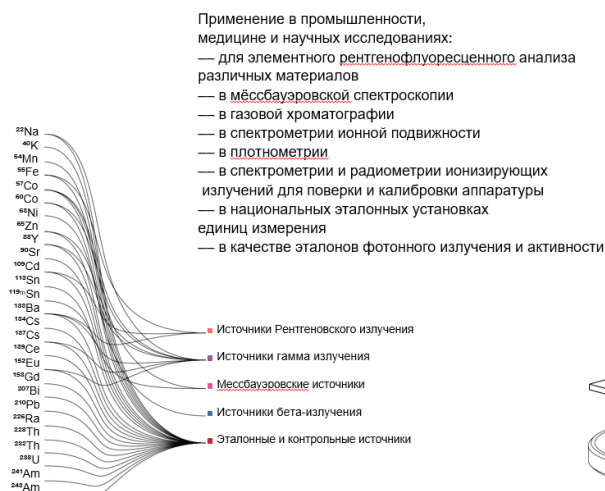 Применение в промышленности,
медицине и научных исследованиях:
— для элементного рентгенофлуоресценного анализа
различных материалов
— в мёссбауэровской спектроскопии
— в газовой хроматографии
— в спектрометрии ионной подвижности
— в плотнометрии
— в спектрометрии и радиометрии ионизирующих
излучений для поверки и калибровки аппаратуры
— в национальных эталонных установках
единиц измерения
— в качестве эталонов фотонного излучения и активности
²²Na
⁴⁰K
⁵⁴Mn
⁵⁵Fe
⁵⁷Co
⁶⁰Co
⁶³Ni
⁶⁵Zn
⁸⁸Y
⁹⁰Sr
¹⁰⁹Cd
¹¹³Sn
¹¹⁹ᵐSn
¹³³Ba
¹³⁴Cs
¹³⁷Cs
¹³⁹Ce
¹⁵²Eu
¹⁵³Gd
²⁰⁷Bi
²¹⁰Pb
²²⁶Ra
²²⁸Th
²³²Th
²³⁸U
²⁴¹Am
²⁴³Am
Источники Рентгеновского излучения
Источники гамма излучения
Мессбауэровские источники
Источники бета-излучения
Эталонные и контрольные источники